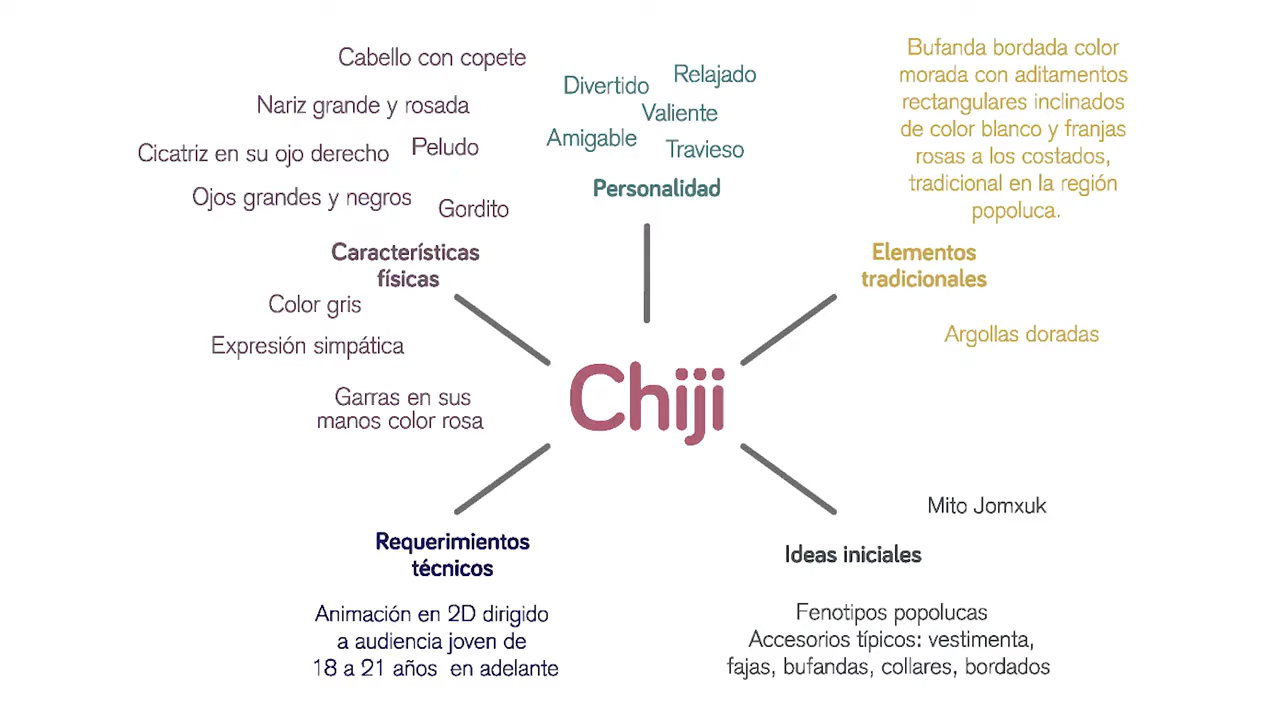 Cabello con copete
Nariz grande y rosada
Cicatriz en su ojo derecho
Peludo
Ojos grandes y negros
Gordito
Características
físicas
Color gris
Expresión simpática
Garras en sus
manos color rosa
Divertido
Relajado
Valiente
Amigable
Travieso
Personalidad
Bufanda bordada color
morada con aditamentos
rectangulares inclinados
de color blanco y franjas
rosas a los costados,
tradicional en la región
popoluca.
Elementos
tradicionales
Argollas doradas
Chiji
Requerimientos
técnicos
Animación en 2D dirigido
a audiencia joven de
18 a 21 años en adelante
Mito Jomxuk
Ideas iniciales
Fenotipos popolucas
Accesorios típicos: vestimenta,
fajas, bufandas, collares, bordados